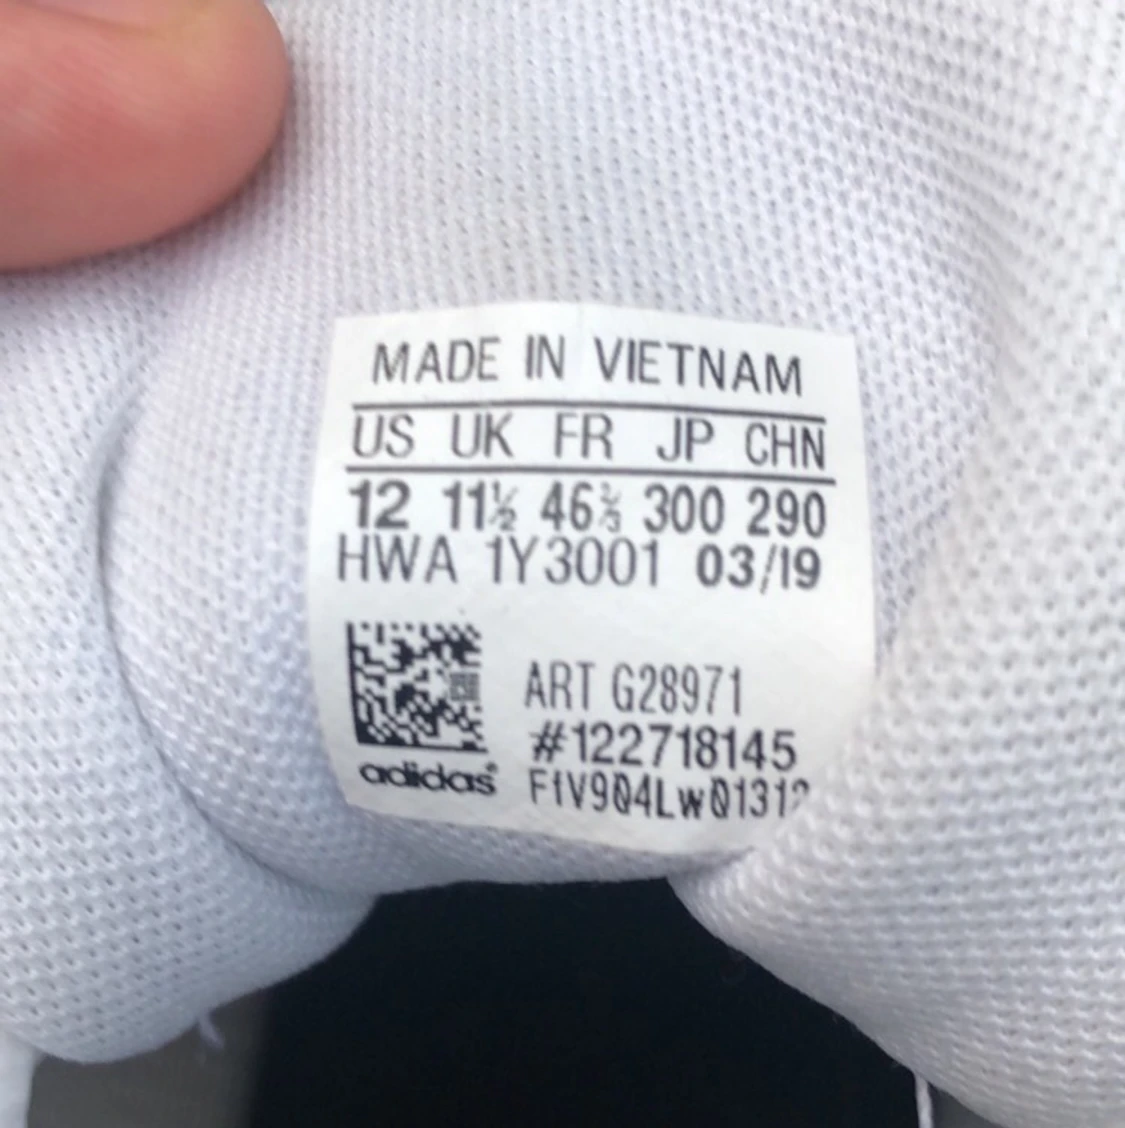 MADE IN VIETNAM
US UK FR JP CHN
12 11½ 46⅔ 300 290
HWA 1Y3001 03/19
ART G28971
#122718145
adidas®